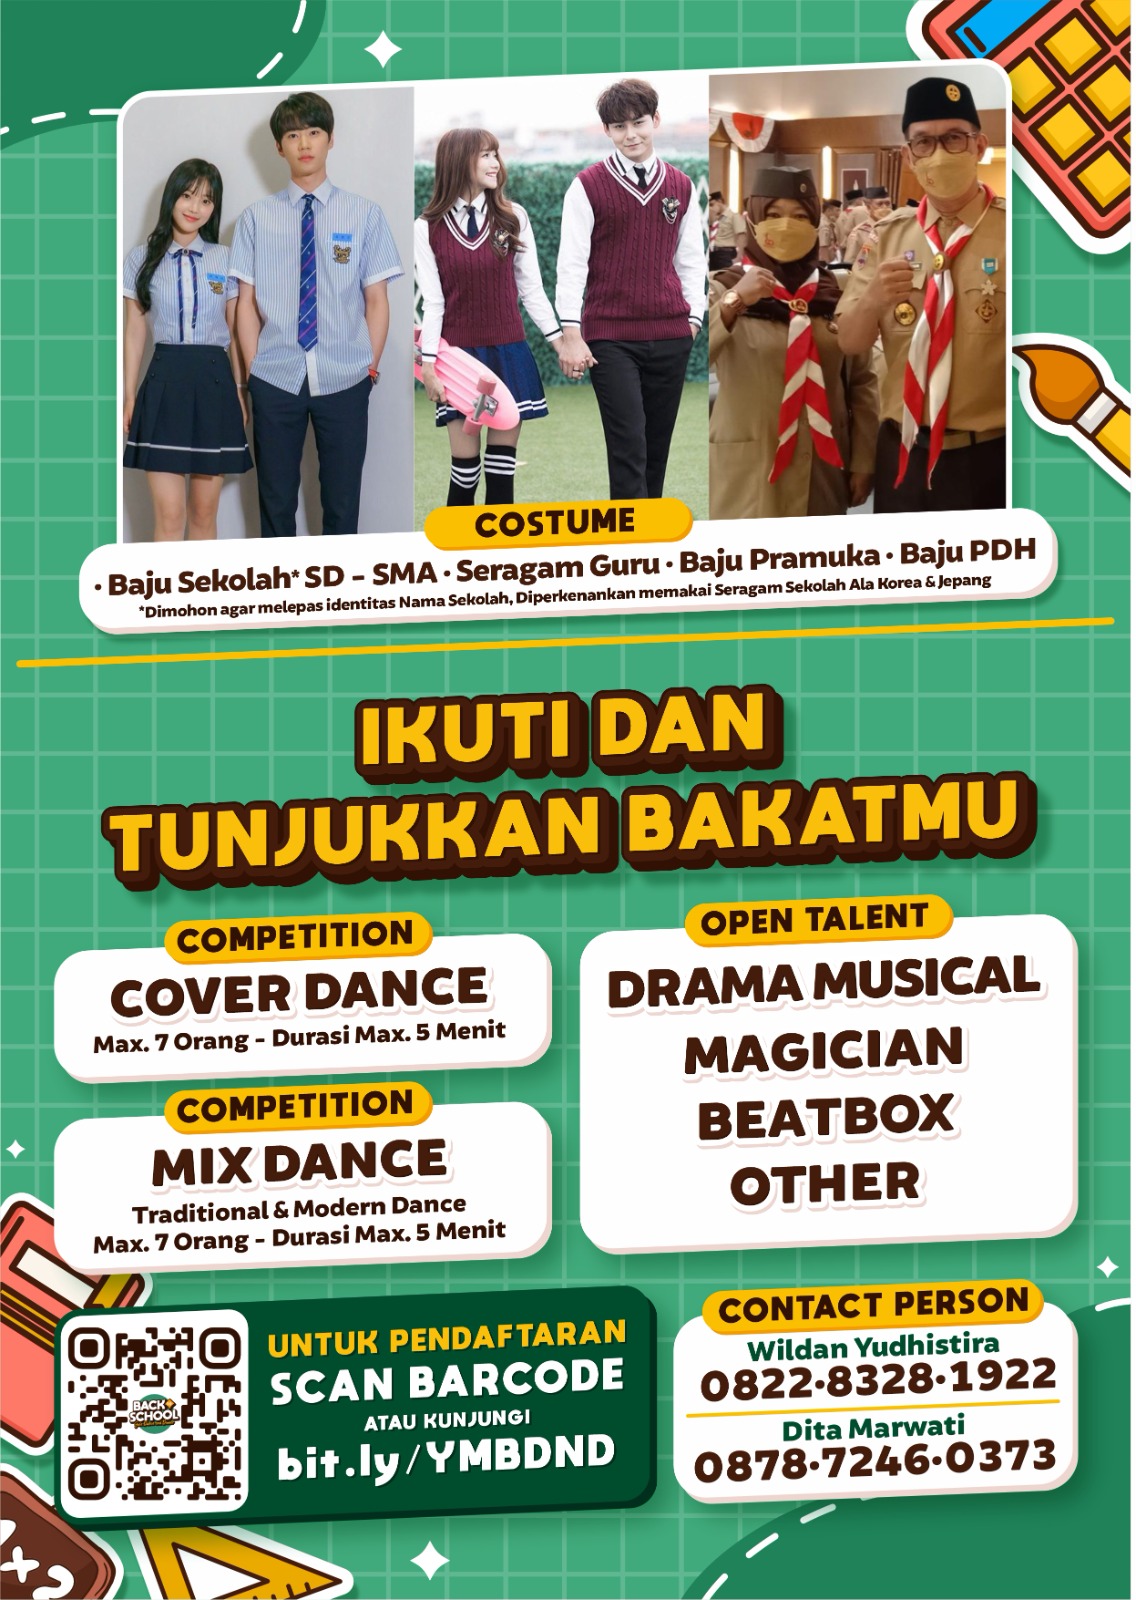 COSTUME
• Baju Sekolah* SD - SMA • Seragam Guru • Baju Pramuka • Baju PDH
*Dimohon agar melepas identitas Nama Sekolah, Diperkenankan memakai Seragam Sekolah Ala Korea & Jepang
IKUTI DAN
TUNJUKKAN BAKATMU
COMPETITION
COVER DANCE
Max. 7 Orang - Durasi Max. 5 Menit
COMPETITION
MIX DANCE
Traditional & Modern Dance
Max. 7 Orang - Durasi Max. 5 Menit
OPEN TALENT
DRAMA MUSICAL
MAGICIAN
BEATBOX
OTHER
BACK
SCHOOL
UNTUK PENDAFTARAN
SCAN BARCODE
ATAU KUNJUNGI
bit.ly/YMBDND
CONTACT PERSON
Wildan Yudhistira
0822•8328•1922
Dita Marwati
0878•7246•0373